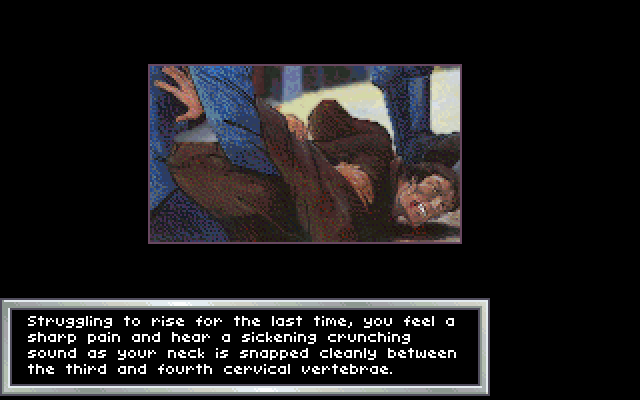 Struggling to rise for the last time, you feel a
sharp pain and hear a sickening crunching
sound as your neck is snapped cleanly between
the third and fourth cervical vertebrae.